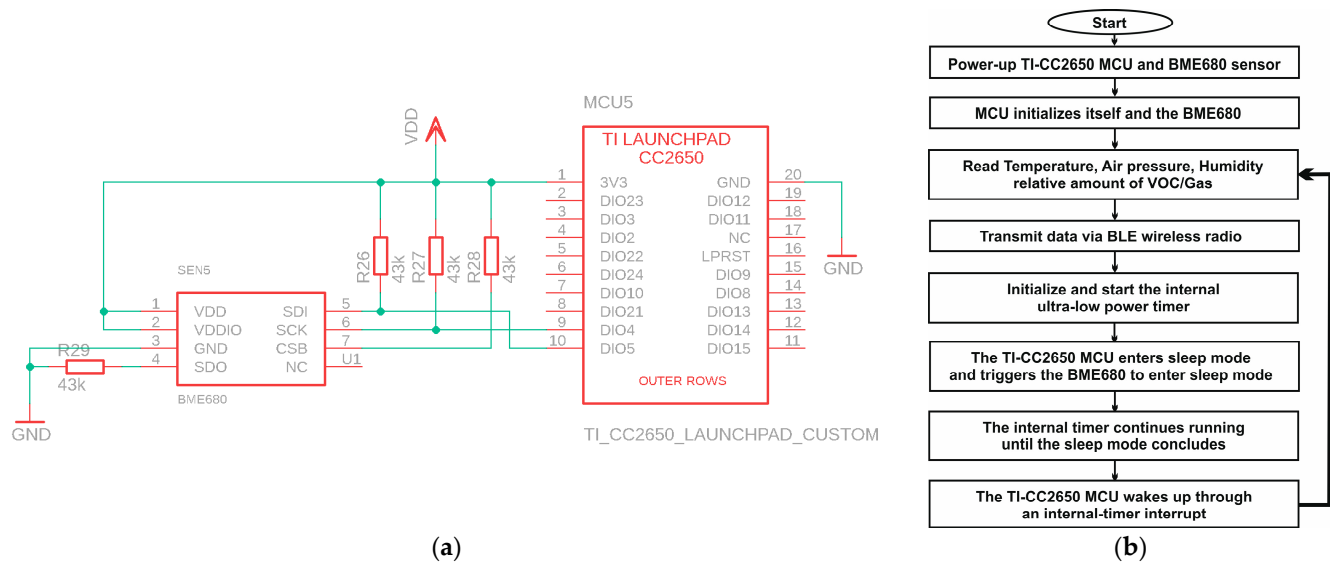 MCU5
VDD
TI LAUNCHPAD
CC2650
1 3V3 GND 20
2 DIO23 DIO12 19
3 DIO3 DIO11 18
4 DIO2 NC 17
5 DIO22 LPRST 16
6 DIO24 DIO9 15
7 DIO10 DIO8 14
8 DIO21 DIO13 13
9 DIO4 DIO14 12
10 DIO5 DIO15 11
OUTER ROWS
TI_CC2650_LAUNCHPAD_CUSTOM
GND
R26
43k
R27
43k
R28
43k
SEN5
1 VDD SDI 5
2 VDDIO SCK 6
3 GND CSB 7
4 SDO NC U1
BME680
R29
43k
GND
(a)
Start
Power-up TI-CC2650 MCU and BME680 sensor
MCU initializes itself and the BME680
Read Temperature, Air pressure, Humidity
relative amount of VOC/Gas
Transmit data via BLE wireless radio
Initialize and start the internal
ultra-low power timer
The TI-CC2650 MCU enters sleep mode
and triggers the BME680 to enter sleep mode
The internal timer continues running
until the sleep mode concludes
The TI-CC2650 MCU wakes up through
an internal-timer interrupt
(b)